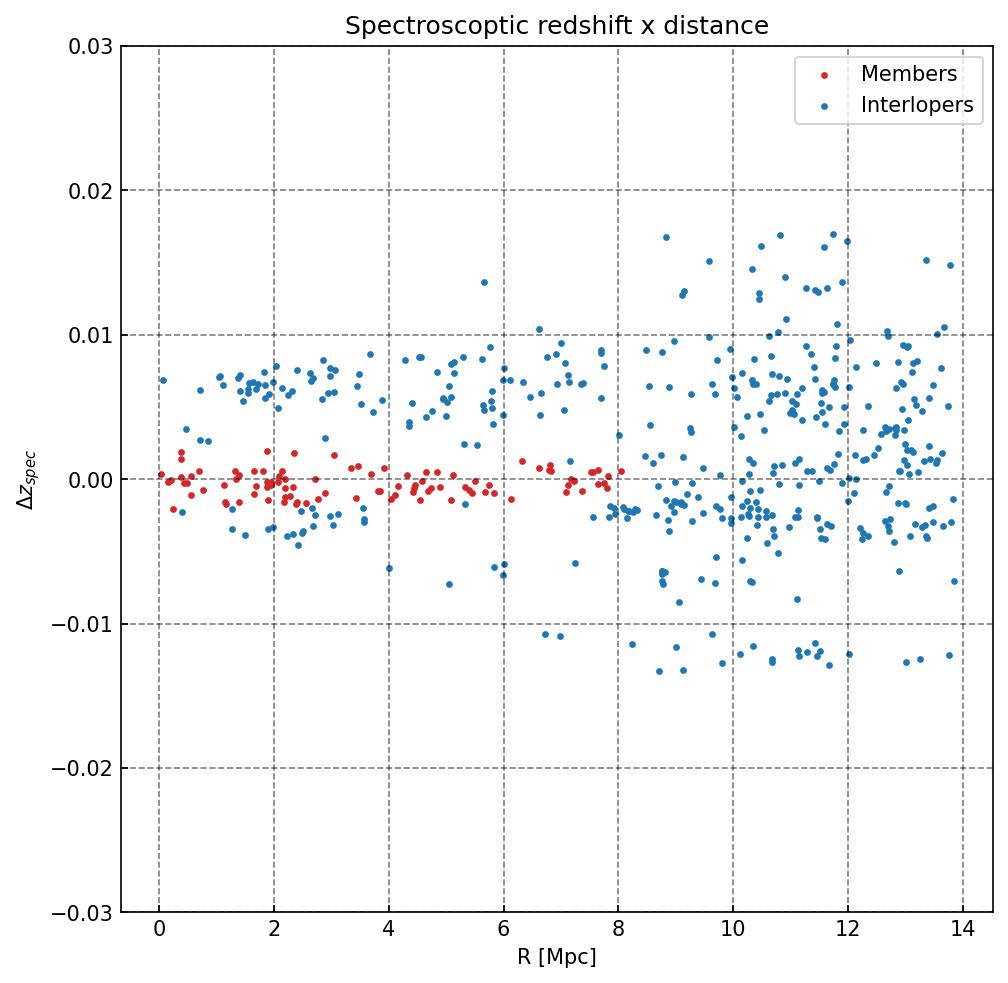 Spectroscoptic redshift x distance
0.03
0.02
0.01
0.00
−0.01
−0.02
−0.03
Δz_spec
Members
Interlopers
0 2 4 6 8 10 12 14
R [Mpc]